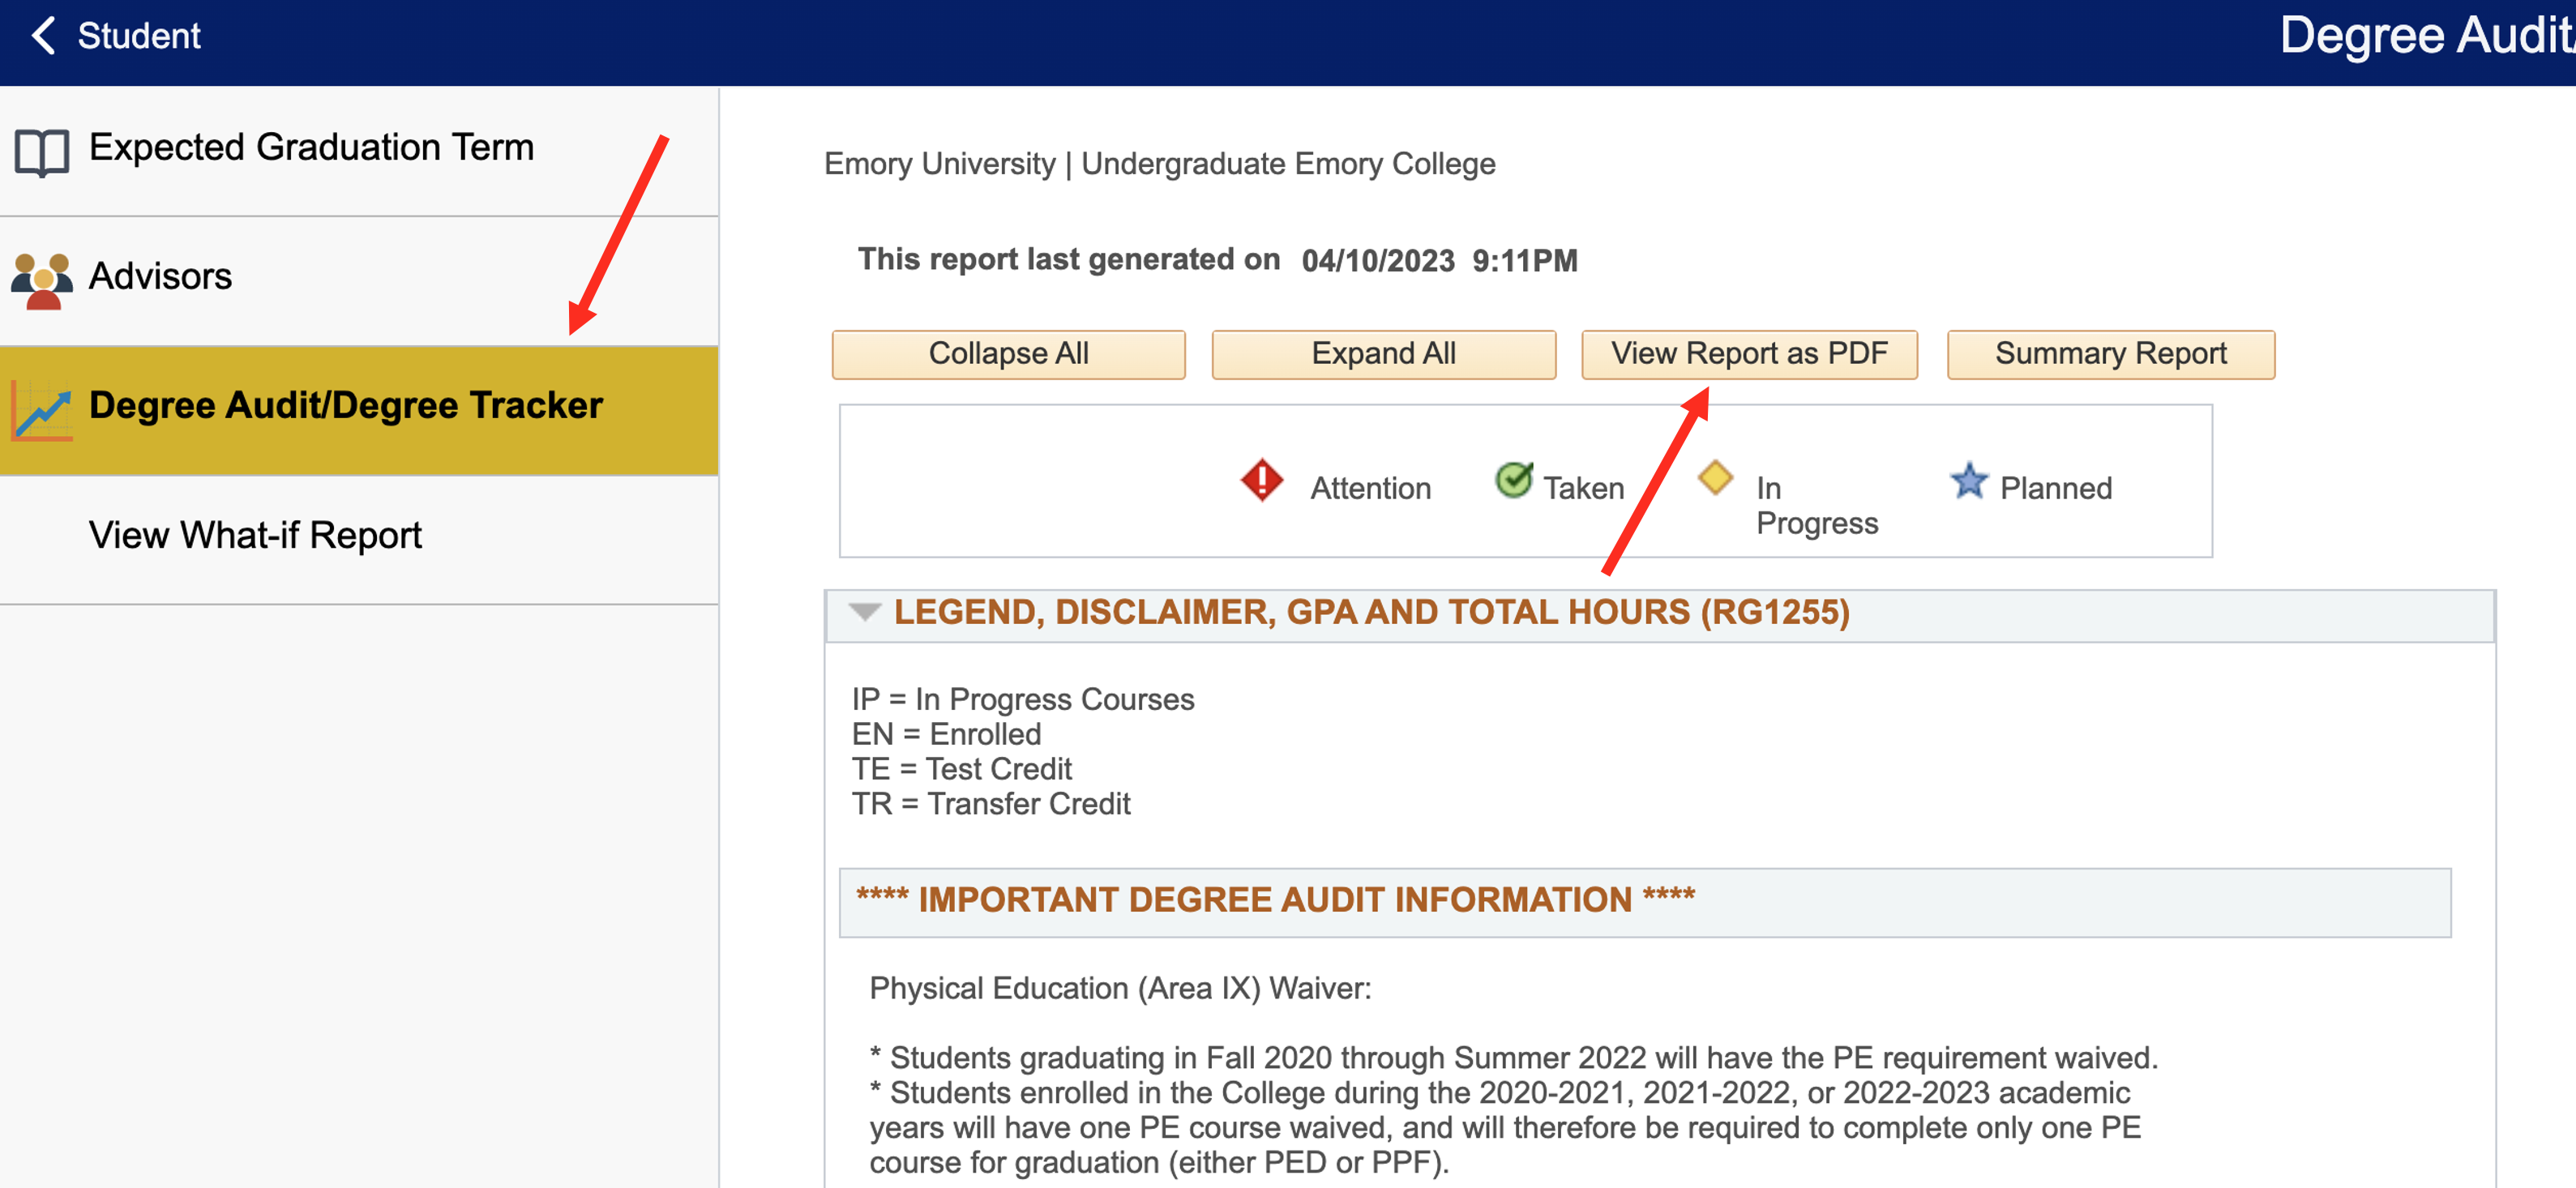 Student
Degree Audit/
Expected Graduation Term
Advisors
Degree Audit/Degree Tracker
View What-if Report
Emory University | Undergraduate Emory College
This report last generated on 04/10/2023 9:11PM
Collapse All
Expand All
View Report as PDF
Summary Report
Attention
Taken
In
Progress
Planned
LEGEND, DISCLAIMER, GPA AND TOTAL HOURS (RG1255)
IP = In Progress Courses
EN = Enrolled
TE = Test Credit
TR = Transfer Credit
**** IMPORTANT DEGREE AUDIT INFORMATION ****
Physical Education (Area IX) Waiver:
* Students graduating in Fall 2020 through Summer 2022 will have the PE requirement waived.
* Students enrolled in the College during the 2020-2021, 2021-2022, or 2022-2023 academic
years will have one PE course waived, and will therefore be required to complete only one PE
course for graduation (either PED or PPF).